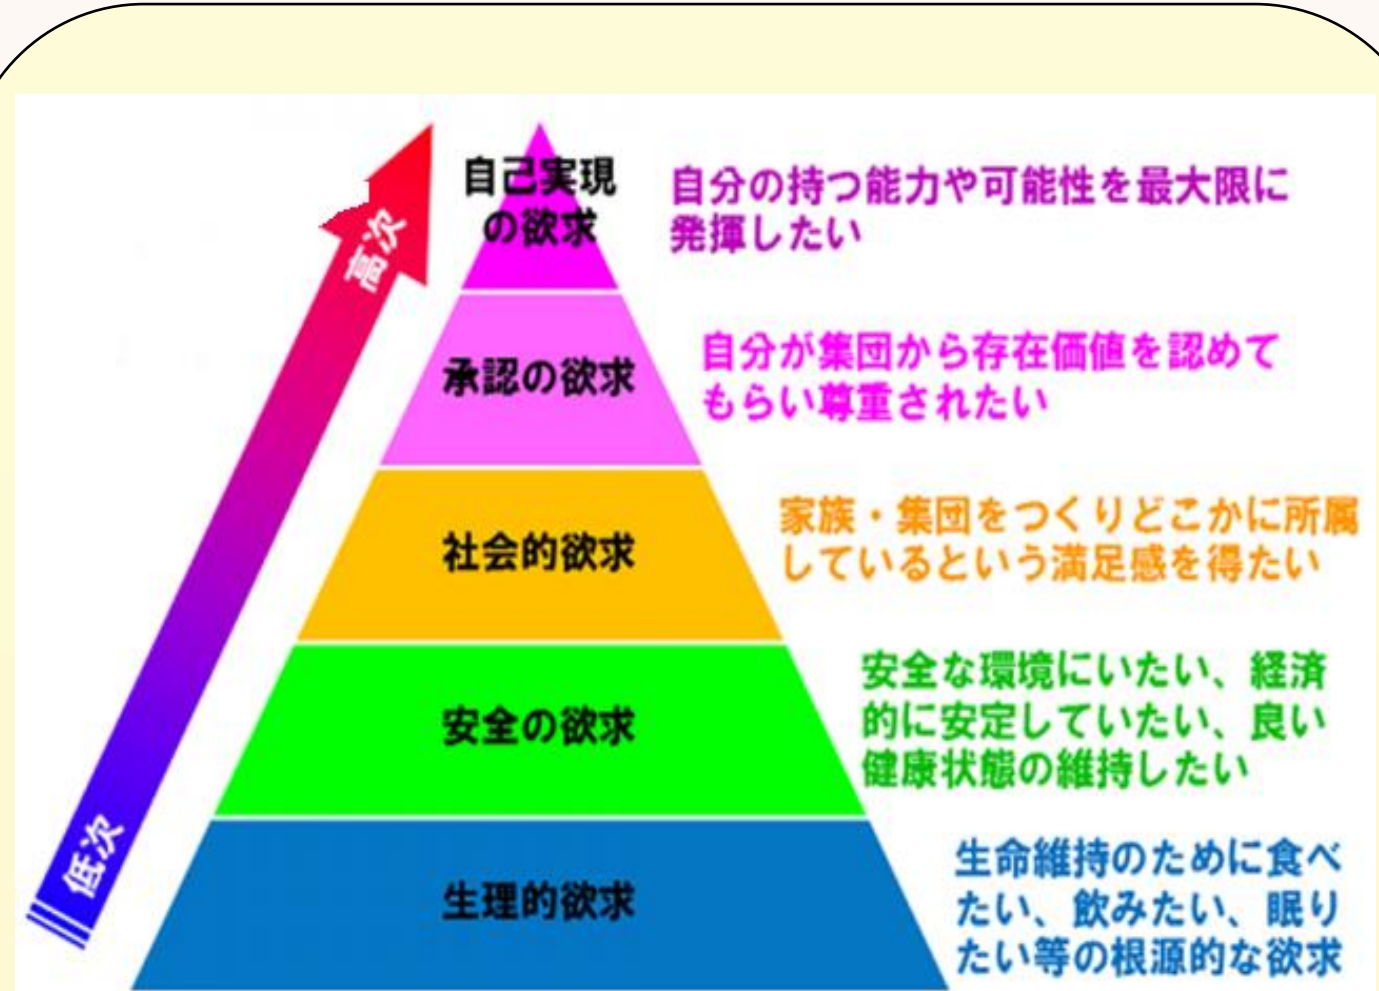 高次
低次
自己実現
の欲求
自分の持つ能力や可能性を最大限に
発揮したい
承認の欲求
自分が集団から存在価値を認めて
もらい尊重されたい
社会的欲求
家族・集団をつくりどこかに所属
しているという満足感を得たい
安全の欲求
安全な環境にいたい、経済
的に安定していたい、良い
健康状態の維持したい
生理的欲求
生命維持のために食べ
たい、飲みたい、眠り
たい等の根源的な欲求